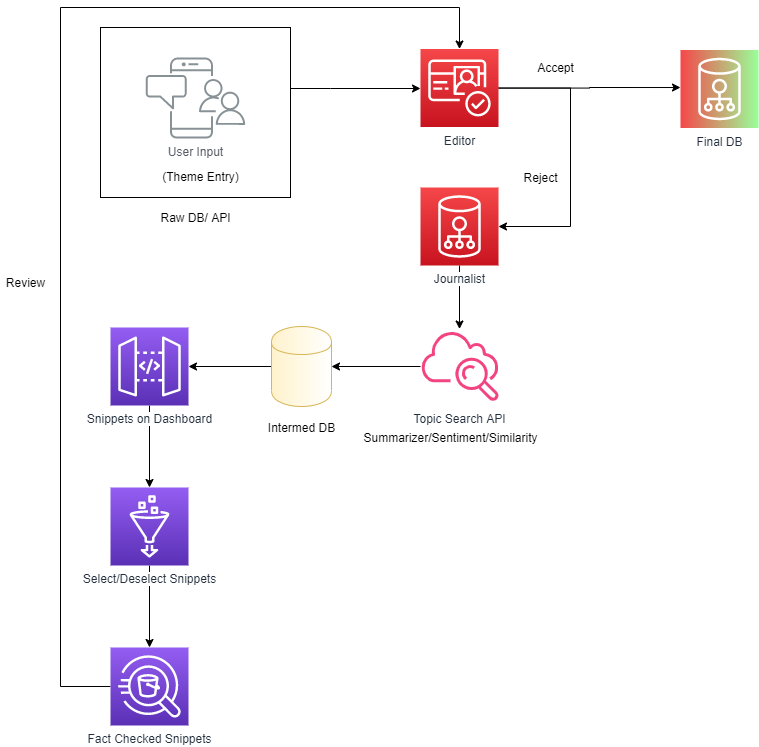 Accept
Editor
Final DB
User Input
(Theme Entry)
Reject
Raw DB/ API
Journalist
Review
Snippets on Dashboard
Intermed DB
Topic Search API
Summarizer/Sentiment/Similarity
Select/Deselect Snippets
Fact Checked Snippets